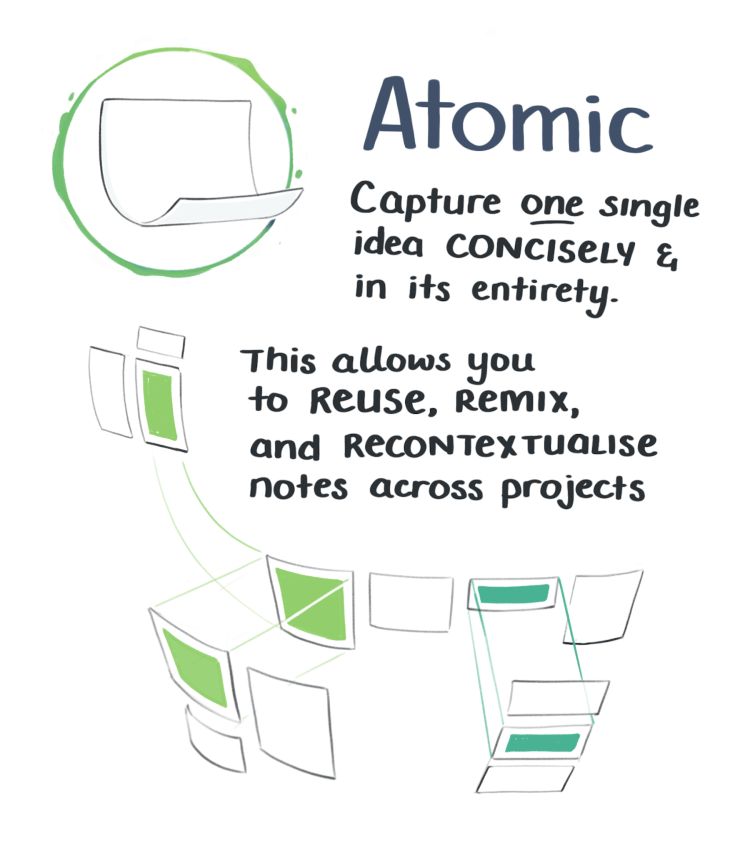 Atomic
Capture one single
idea CONCISELY &
in its entirety.
This allows you
to REUSE, REMIX,
and RECONTEXTUALISE
notes across projects